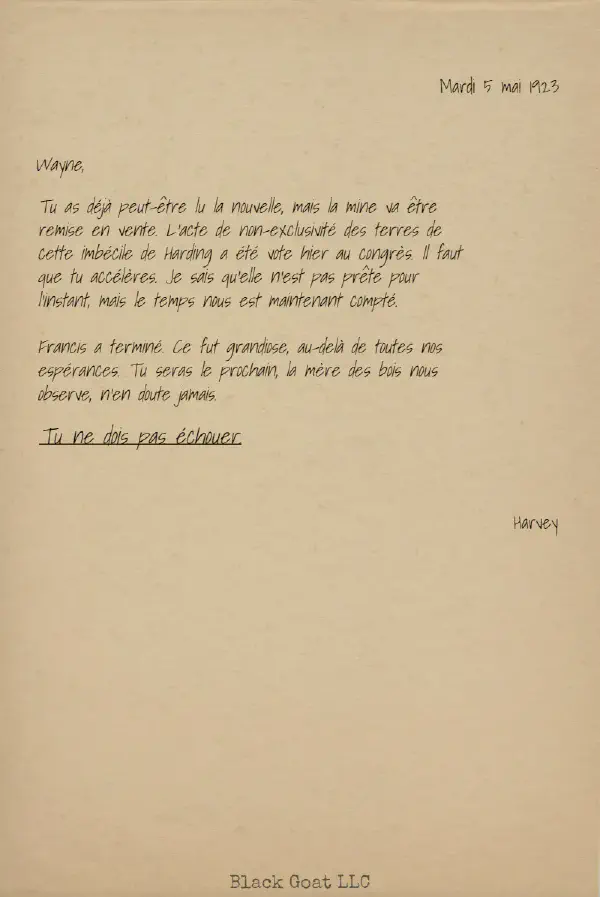 Mardi 5 mai 1923
Wayne,
Tu as déjà peut-être lu la nouvelle, mais la mine va être
remise en vente. L'acte de non-exclusivité des terres de
cette imbécile de Harding a été vote hier au congrès. Il faut
que tu accélères. Je sais qu'elle n'est pas prête pour
l'instant, mais le temps nous est maintenant compté.
Francis a terminé. Ce fut grandiose, au-delà de toutes nos
espérances. Tu seras le prochain, la mère des bois nous
observe, n'en doute jamais.
Tu ne dois pas échouer.
Harvey
Black Goat LLC